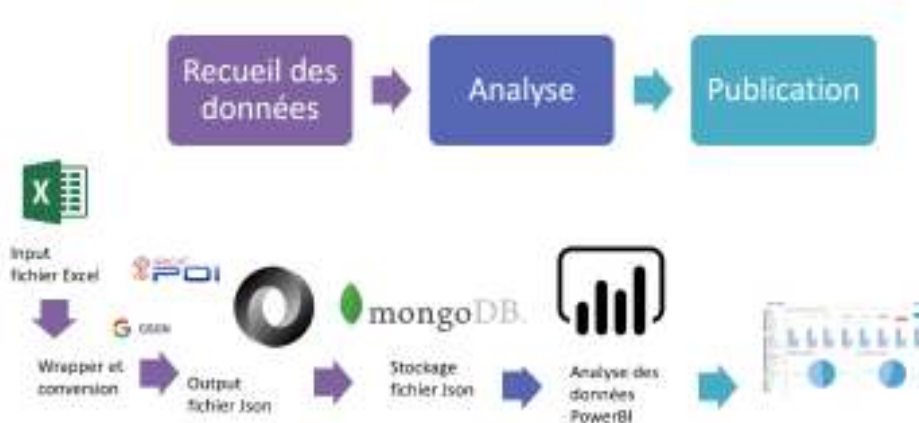 Recueil des
données
Analyse
Publication
X
Input
fichier Excel
POI
GSON
mongoDB.
Wrapper et
conversion
Output
fichier Json
Stockage
fichier Json
Analyse des
données
PowerBI